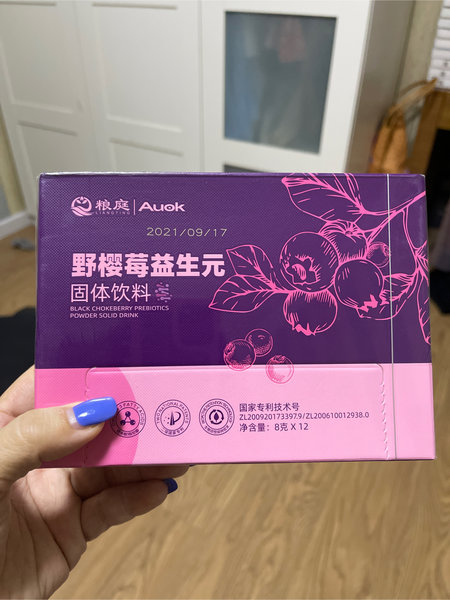 粮庭 | Auok
LIANGTING
2021/09/17
野樱莓益生元
固体饮料
BLACK CHOKEBERRY PREBIOTICS
POWDER SOLID DRINK
国家专利技术号
ZL200920173397.9/ZL200610012938.0
净含量：8克 X 12